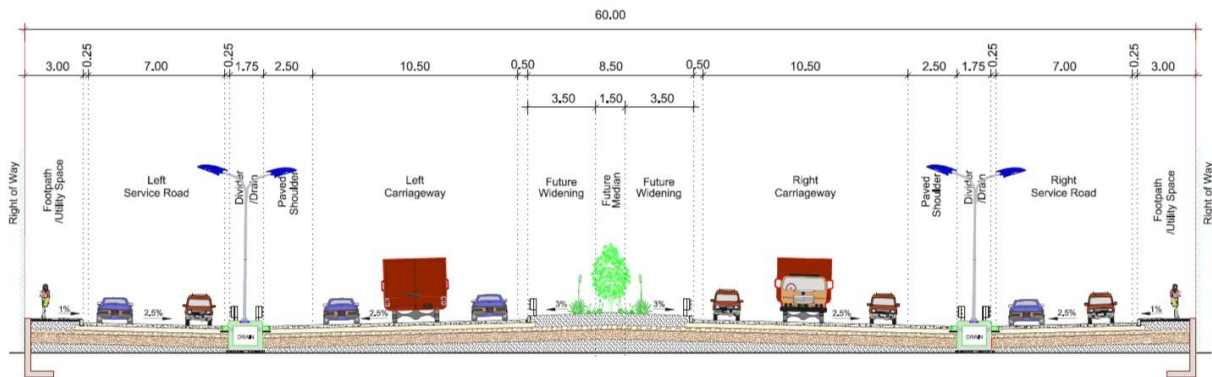 60.00
3.00
0.25
7.00
0.25
1.75
2.50
10.50
0.50
8.50
0.50
10.50
2.50
1.75
0.25
7.00
0.25
3.00
3.50
1.50
3.50
Right of Way
Footpath
/Utility Space
Left
Service Road
Divider
/Drain
Paved
Shoulder
Left
Carriageway
Future
Widening
Future
Median
Future
Widening
Right
Carriageway
Paved
Shoulder
Divider
/Drain
Right
Service Road
Footpath
/Utility Space
Right of Way
1%
2,5%
2,5%
3%
3%
2,5%
2,5%
1%
DRAIN
DRAIN